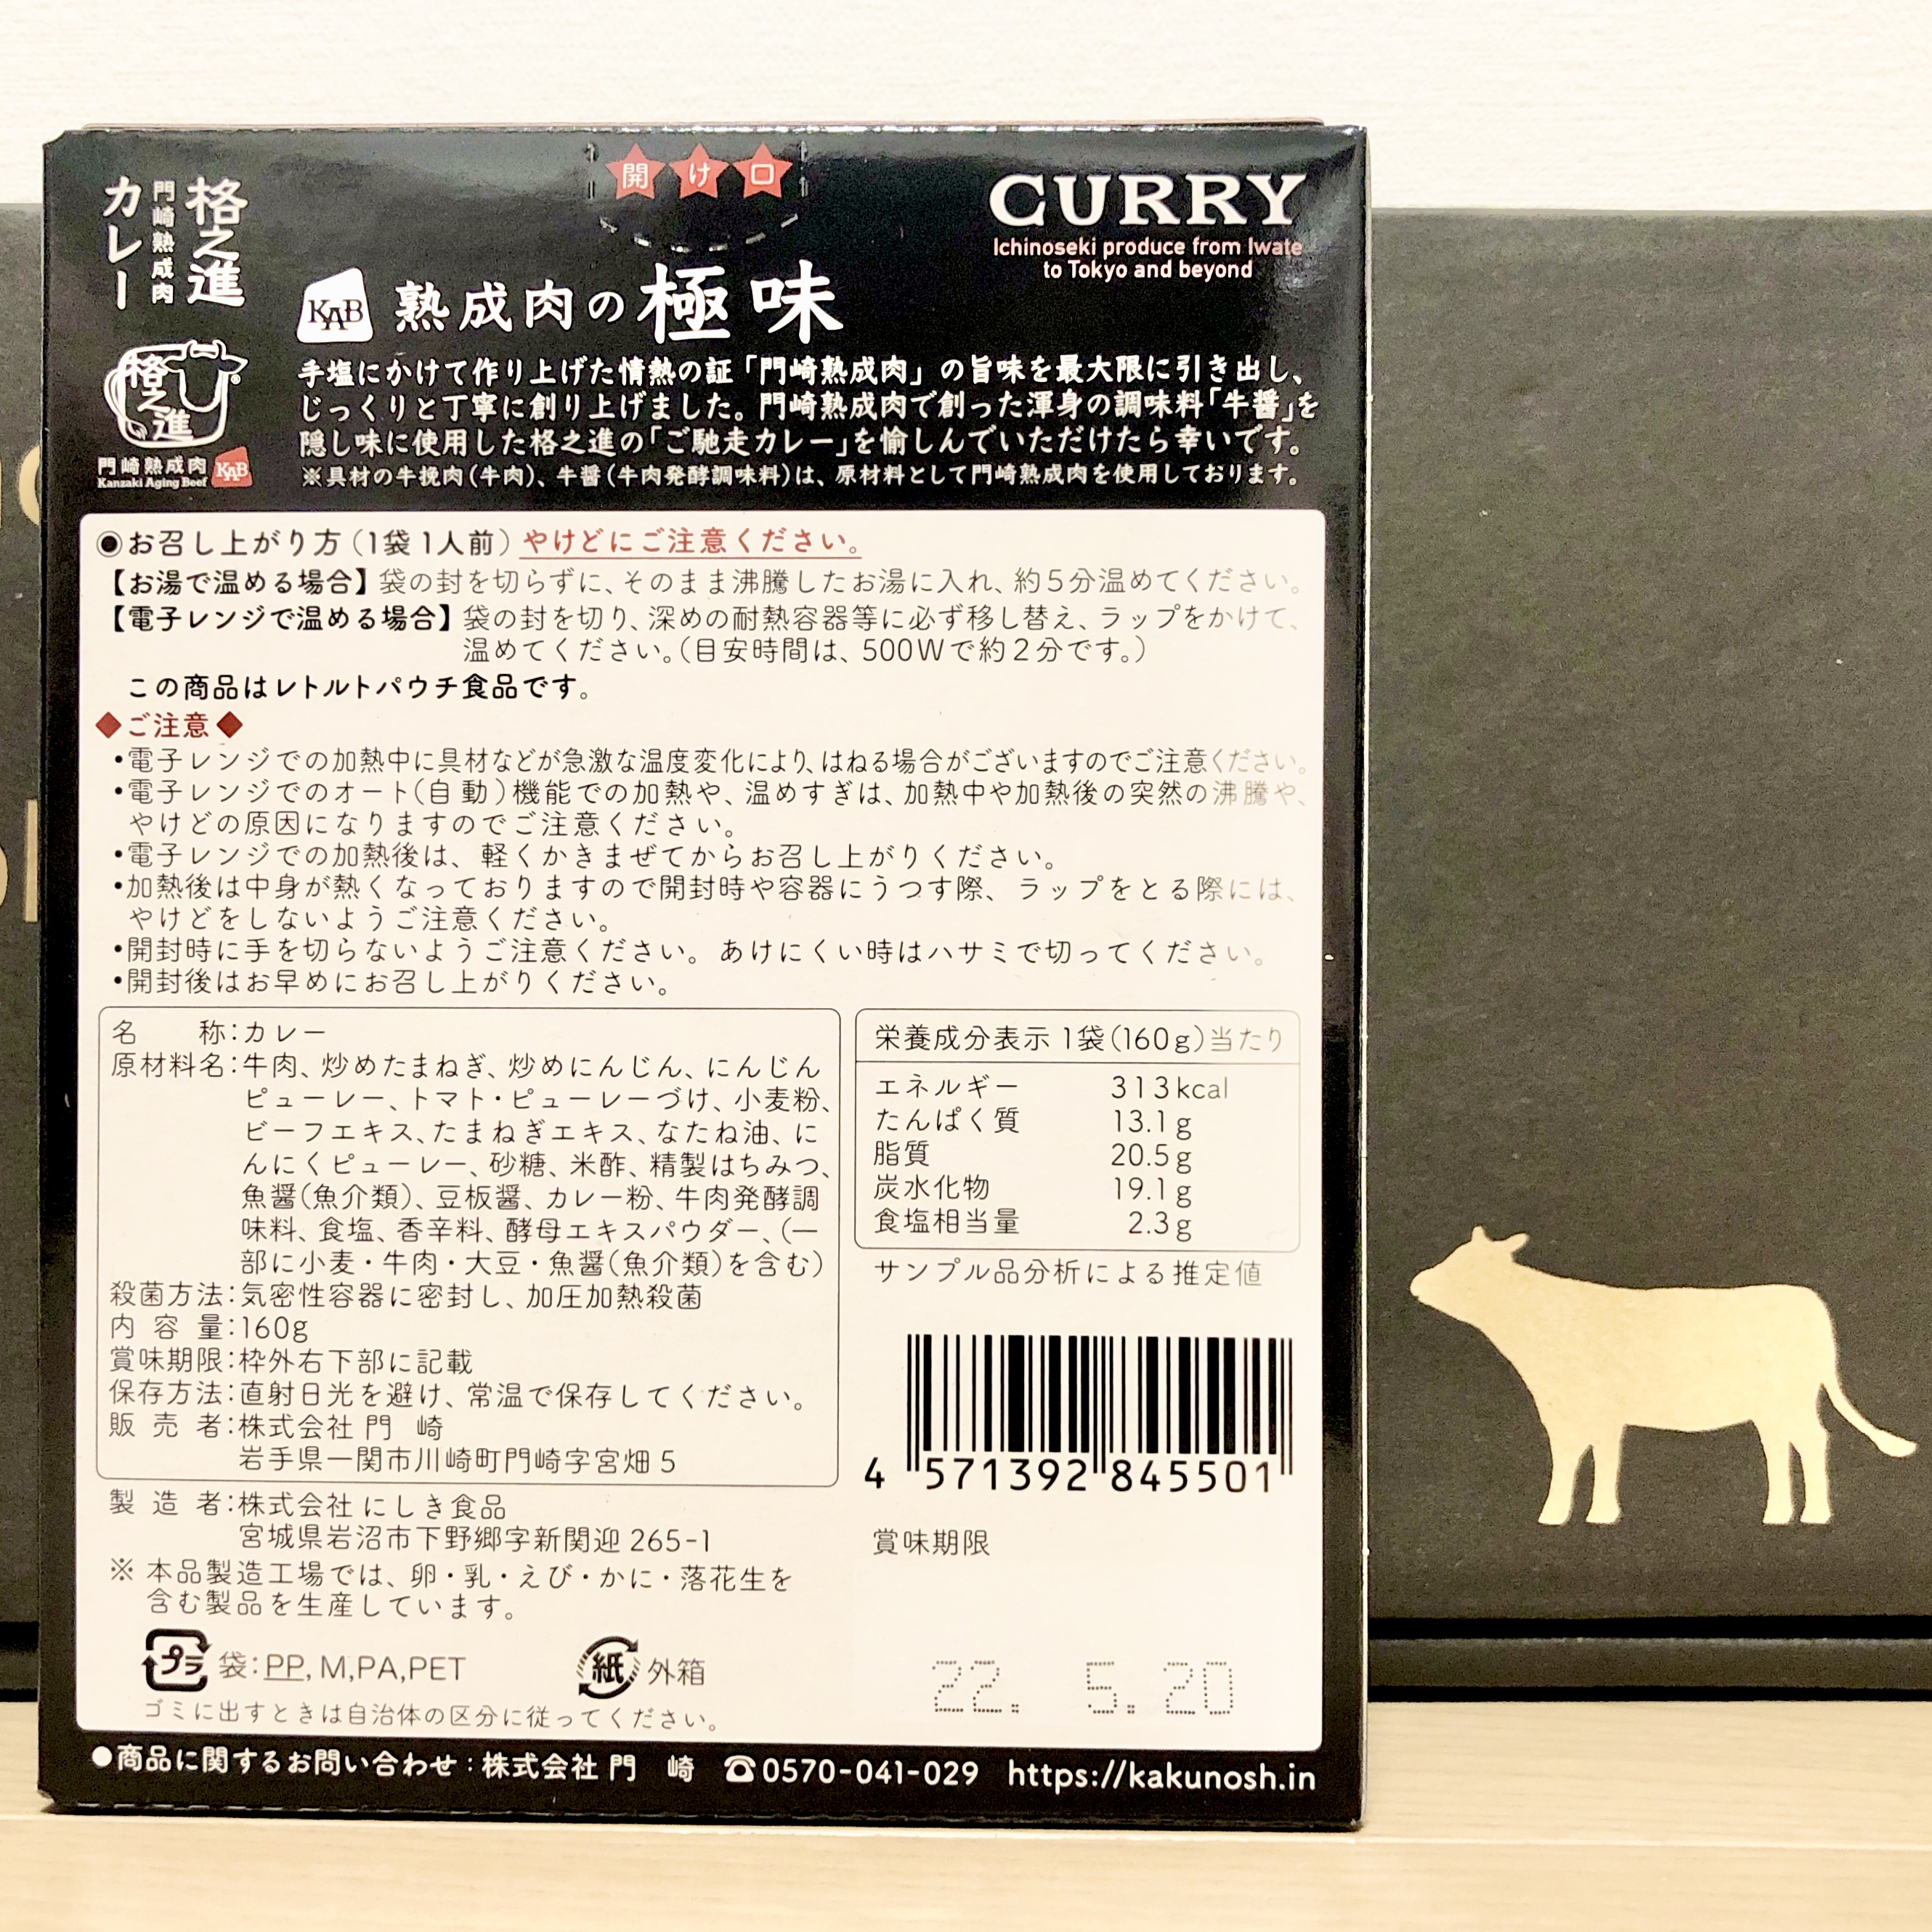 開け口
格之進
門崎熟成肉
カレー
CURRY
Ichinoseki produce from Iwate
to Tokyo and beyond
KAB 熟成肉の極味
格之進
門崎熟成肉 KAB
Kanzaki Aging Beef
手塩にかけて作り上げた情熱の証「門崎熟成肉」の旨味を最大限に引き出し、
じっくりと丁寧に創り上げました。門崎熟成肉で創った渾身の調味料「牛醤」を
隠し味に使用した格之進の「ご馳走カレー」を愉しんでいただけたら幸いです。
※具材の牛挽肉(牛肉)、牛醤(牛肉発酵調味料)は、原材料として門崎熟成肉を使用しております。
◉お召し上がり方(1袋1人前)やけどにご注意ください。
【お湯で温める場合】袋の封を切らずに、そのまま沸騰したお湯に入れ、約5分温めてください。
【電子レンジで温める場合】袋の封を切り、深めの耐熱容器等に必ず移し替え、ラップをかけて、
温めてください。(目安時間は、500Wで約2分です。)
この商品はレトルトパウチ食品です。
◆ご注意◆
・電子レンジでの加熱中に具材などが急激な温度変化により、はねる場合がございますのでご注意ください。
・電子レンジでのオート(自動)機能での加熱や、温めすぎは、加熱中や加熱後の突然の沸騰や、
やけどの原因になりますのでご注意ください。
・電子レンジでの加熱後は、軽くかきまぜてからお召し上がりください。
・加熱後は中身が熱くなっておりますので開封時や容器にうつす際、ラップをとる際には、
やけどをしないようご注意ください。
・開封時に手を切らないようご注意ください。あけにくい時はハサミで切ってください。
・開封後はお早めにお召し上がりください。
名　　称:カレー
原材料名:牛肉、炒めたまねぎ、炒めにんじん、にんじん
ピューレー、トマト・ピューレーづけ、小麦粉、
ビーフエキス、たまねぎエキス、なたね油、に
んにくピューレー、砂糖、米酢、精製はちみつ、
魚醤(魚介類)、豆板醤、カレー粉、牛肉発酵調
味料、食塩、香辛料、酵母エキスパウダー、(一
部に小麦・牛肉・大豆・魚醤(魚介類)を含む)
殺菌方法:気密性容器に密封し、加圧加熱殺菌
内 容 量:160g
賞味期限:枠外右下部に記載
保存方法:直射日光を避け、常温で保存してください。
販 売 者:株式会社 門　崎
岩手県一関市川崎町門崎字宮畑 5
製 造 者:株式会社 にしき食品
宮城県岩沼市下野郷字新関迎 265-1
※ 本品製造工場では、卵・乳・えび・かに・落花生を
含む製品を生産しています。
プラ 袋:PP, M,PA,PET
紙 外箱
ゴミに出すときは自治体の区分に従ってください。
栄養成分表示 1袋(160g)当たり
エネルギー 313kcal
たんぱく質 13.1g
脂質 20.5g
炭水化物 19.1g
食塩相当量 2.3g
サンプル品分析による推定値
4 571392 845501
賞味期限
22. 5.20
●商品に関するお問い合わせ:株式会社 門　崎 ☎0570-041-029 https://kakunosh.in